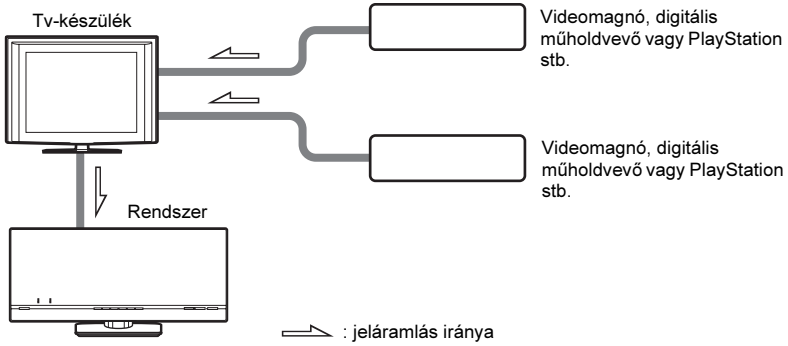 Tv-készülék
Videomagnó, digitális
műholdvevő vagy PlayStation
stb.
Videomagnó, digitális
műholdvevő vagy PlayStation
stb.
Rendszer
: jeláramlás iránya